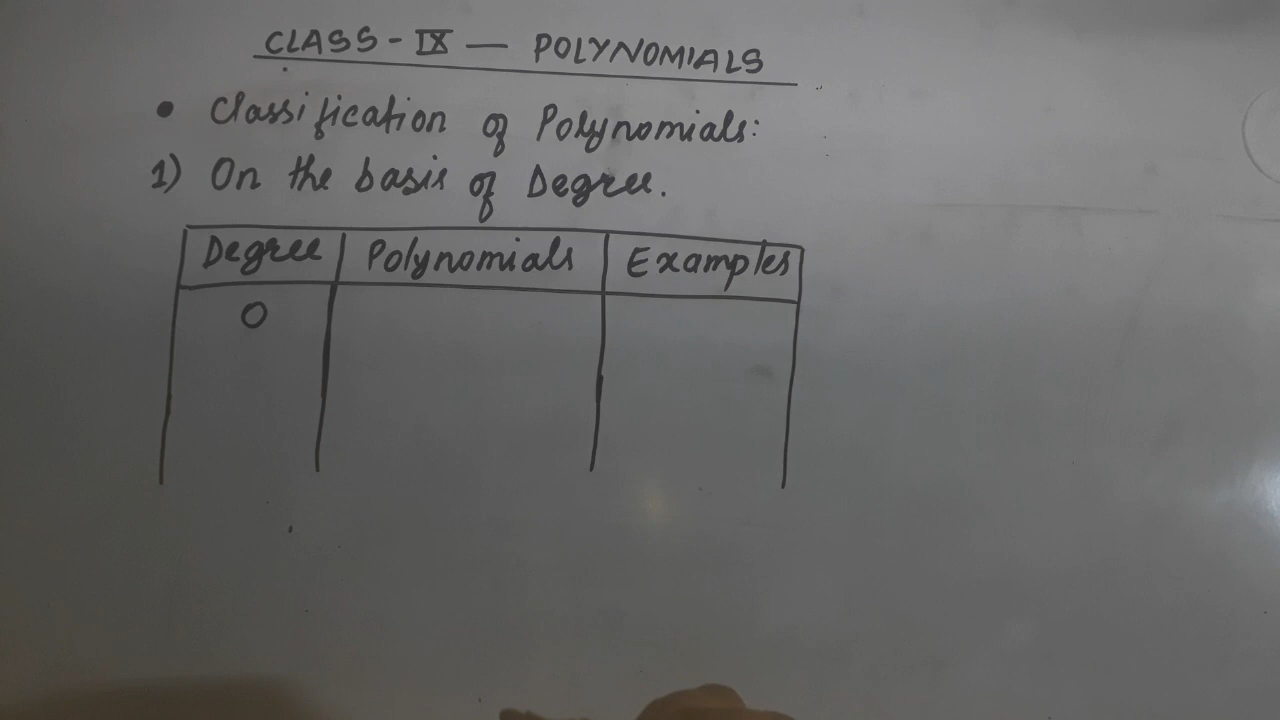 CLASS - IX — POLYNOMIALS
• Classification of Polynomials:
1) On the basis of Degree.
Degree Polynomials Examples
0